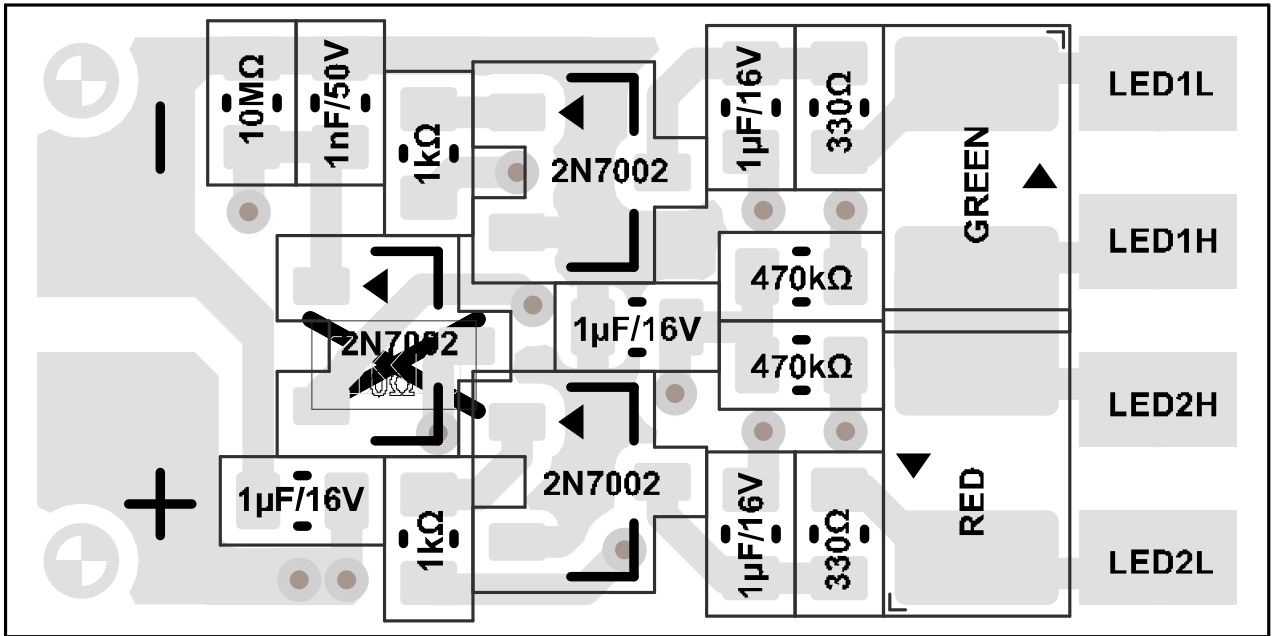 10MΩ
1nF/50V
1kΩ
2N7002
1µF/16V
330Ω
GREEN
LED1L
LED1H
470kΩ
1µF/16V
2N7002
0Ω
470kΩ
LED2H
1µF/16V
1kΩ
2N7002
1µF/16V
330Ω
RED
LED2L